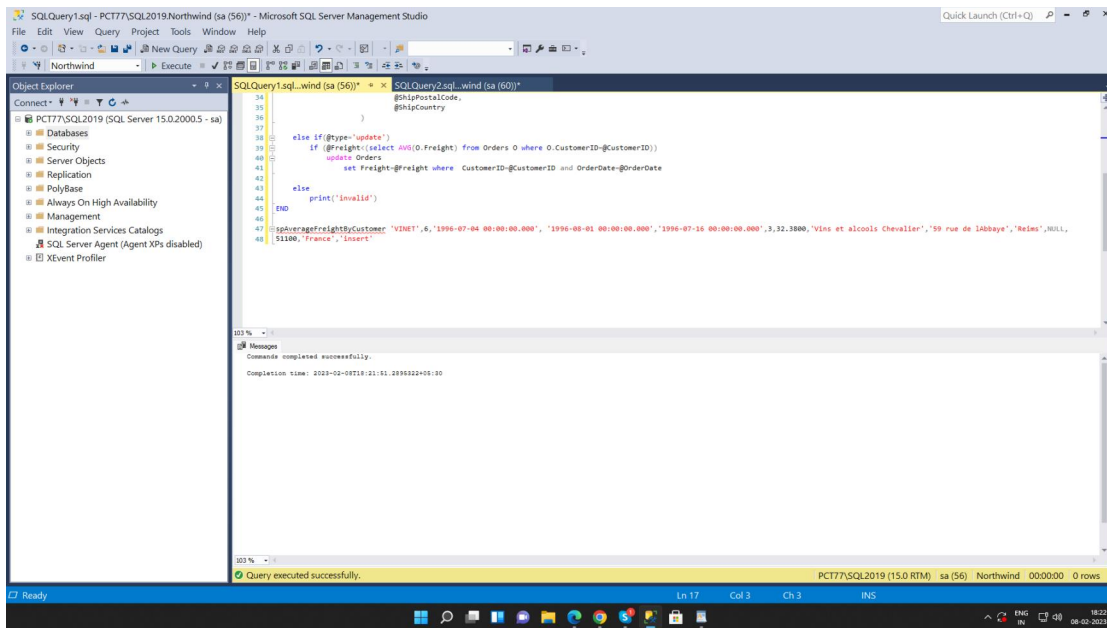 SQLQuery1.sql - PCT77\SQL2019.Northwind (sa (56))* - Microsoft SQL Server Management Studio
Quick Launch (Ctrl+Q)
File Edit View Query Project Tools Window Help
New Query
Northwind Execute
Object Explorer
SQLQuery1.sql...wind (sa (56))* SQLQuery2.sql...wind (sa (60))*
Connect
PCT77\SQL2019 (SQL Server 15.0.2000.5 - sa)
Databases
Security
Server Objects
Replication
PolyBase
Always On High Availability
Management
Integration Services Catalogs
SQL Server Agent (Agent XPs disabled)
XEvent Profiler
34 @ShipPostalCode,
35 @ShipCountry
36 )
37
38 else if(@type='update')
39 if (@Freight<(select AVG(O.Freight) from Orders O where O.CustomerID=@CustomerID))
40 update Orders
41 set Freight=@Freight where CustomerID=@CustomerID and OrderDate=@OrderDate
42
43 else
44 print('invalid')
45 END
46
47 spAverageFreightByCustomer 'VINET',6,'1996-07-04 00:00:00.000', '1996-08-01 00:00:00.000','1996-07-16 00:00:00.000',3,32.3800,'Vins et alcools Chevalier','59 rue de lAbbaye','Reims',NULL,
48 51100,'France','insert'
103 %
Messages
Commands completed successfully.
Completion time: 2023-02-08T18:21:51.2895322+05:30
103 %
Query executed successfully.
PCT77\SQL2019 (15.0 RTM) sa (56) Northwind 00:00:00 0 rows
Ready
Ln 17 Col 3 Ch 3 INS
ENG
IN
18:22
08-02-2023